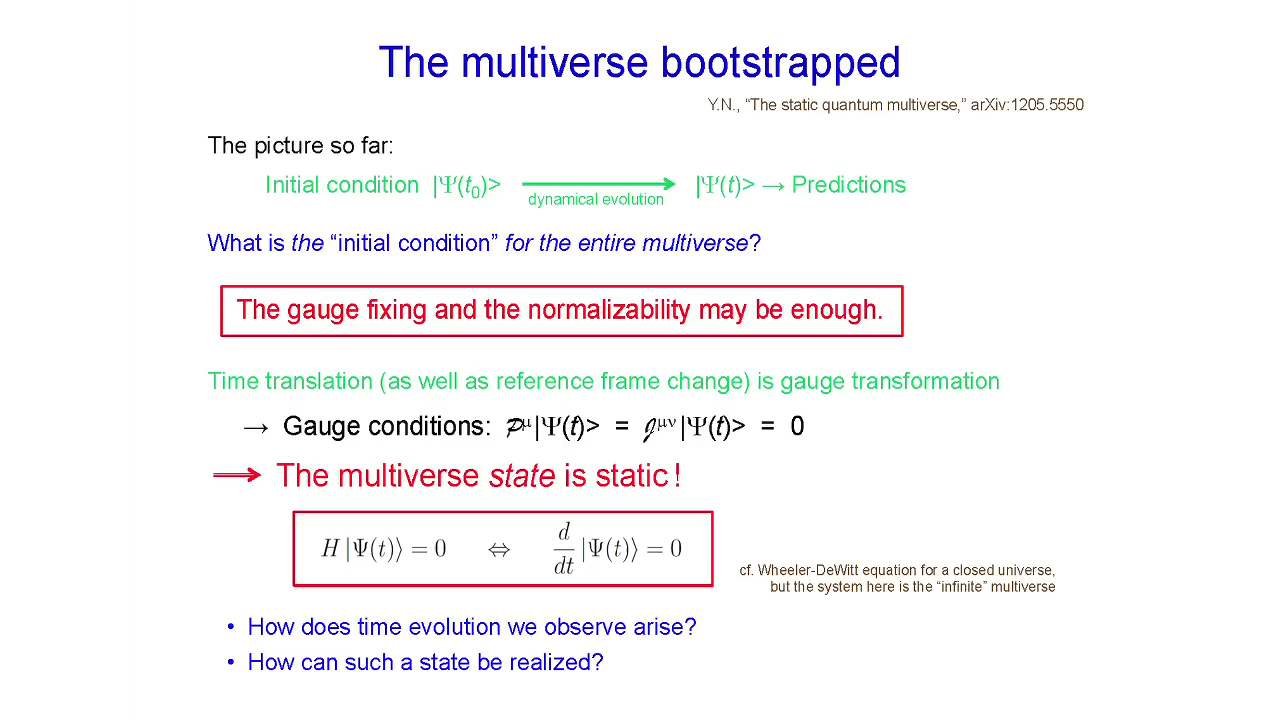 The multiverse bootstrapped
Y.N., “The static quantum multiverse,” arXiv:1205.5550
The picture so far:
Initial condition |Ψ(t₀)> ⟶ |Ψ(t)> → Predictions
dynamical evolution
What is the “initial condition” for the entire multiverse?
The gauge fixing and the normalizability may be enough.
Time translation (as well as reference frame change) is gauge transformation
→ Gauge conditions: 𝒫^μ|Ψ(t)> = 𝒥^μν|Ψ(t)> = 0
⟹ The multiverse state is static !
H |Ψ(t)⟩ = 0 ⇔ d/dt |Ψ(t)⟩ = 0
cf. Wheeler-DeWitt equation for a closed universe,
but the system here is the “infinite” multiverse
• How does time evolution we observe arise?
• How can such a state be realized?